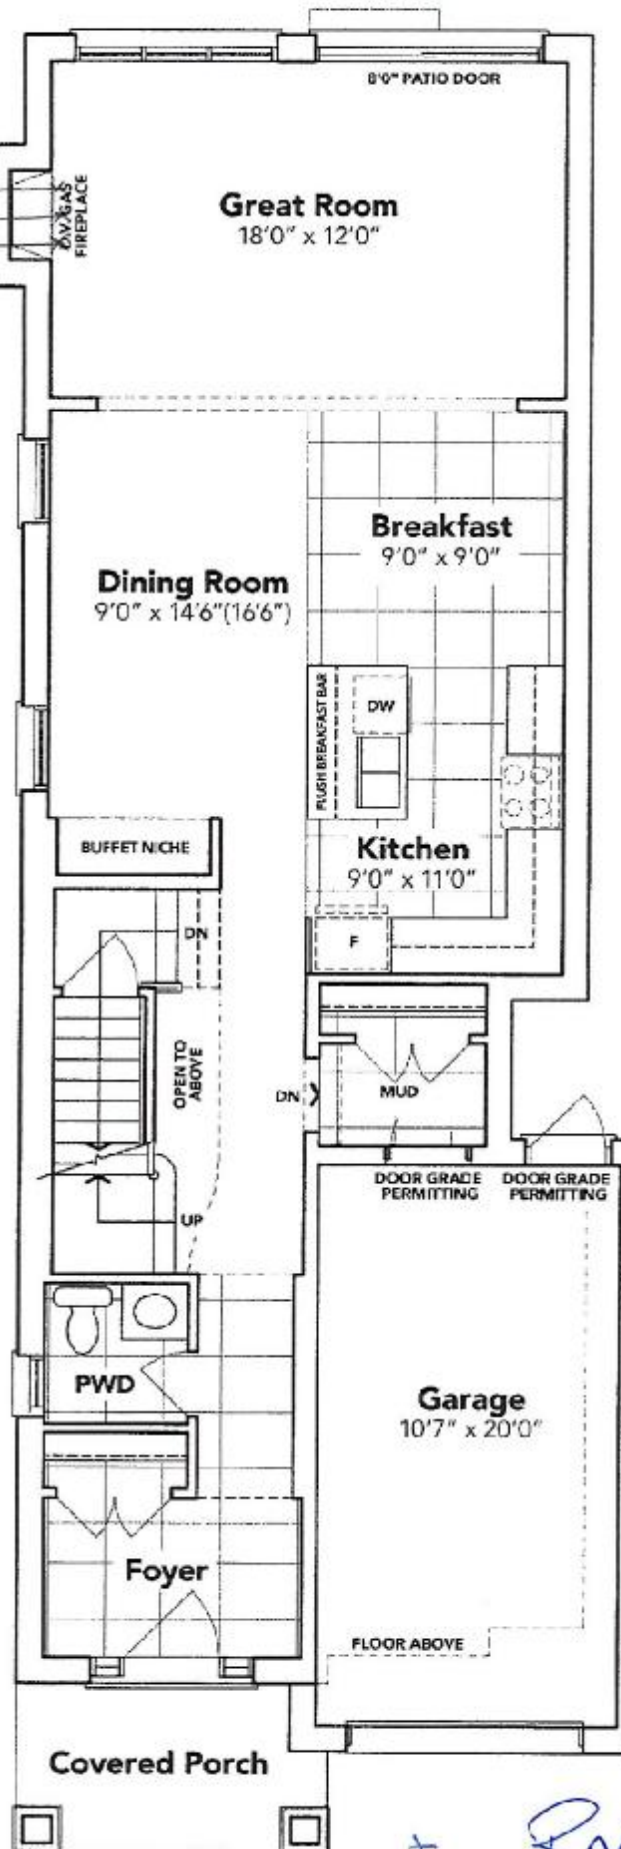 8'0" PATIO DOOR
GAS
FIREPLACE
Great Room
18'0" x 12'0"
Breakfast
9'0" x 9'0"
Dining Room
9'0" x 14'6"(16'6")
FLUSH BREAKFAST BAR
DW
BUFFET NICHE
Kitchen
9'0" x 11'0"
DN
F
OPEN TO
ABOVE
DN
MUD
DOOR GRADE
PERMITTING
DOOR GRADE
PERMITTING
UP
PWD
Garage
10'7" x 20'0"
Foyer
FLOOR ABOVE
Covered Porch